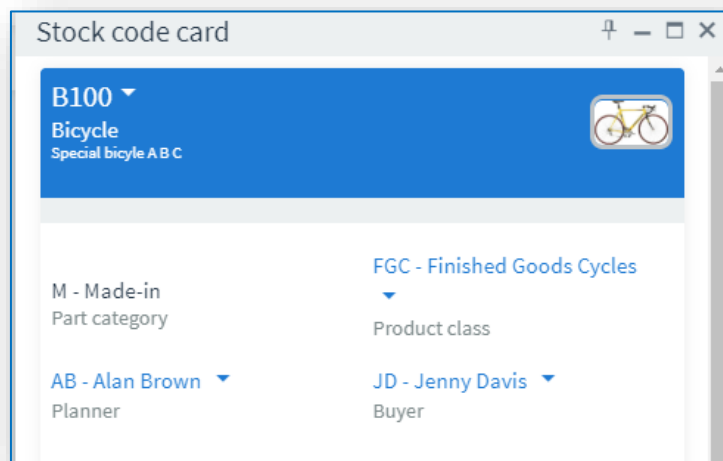 Stock code card
B100
Bicycle
Special bicyle A B C
FGC - Finished Goods Cycles
M - Made-in
Part category
Product class
AB - Alan Brown
JD - Jenny Davis
Planner
Buyer